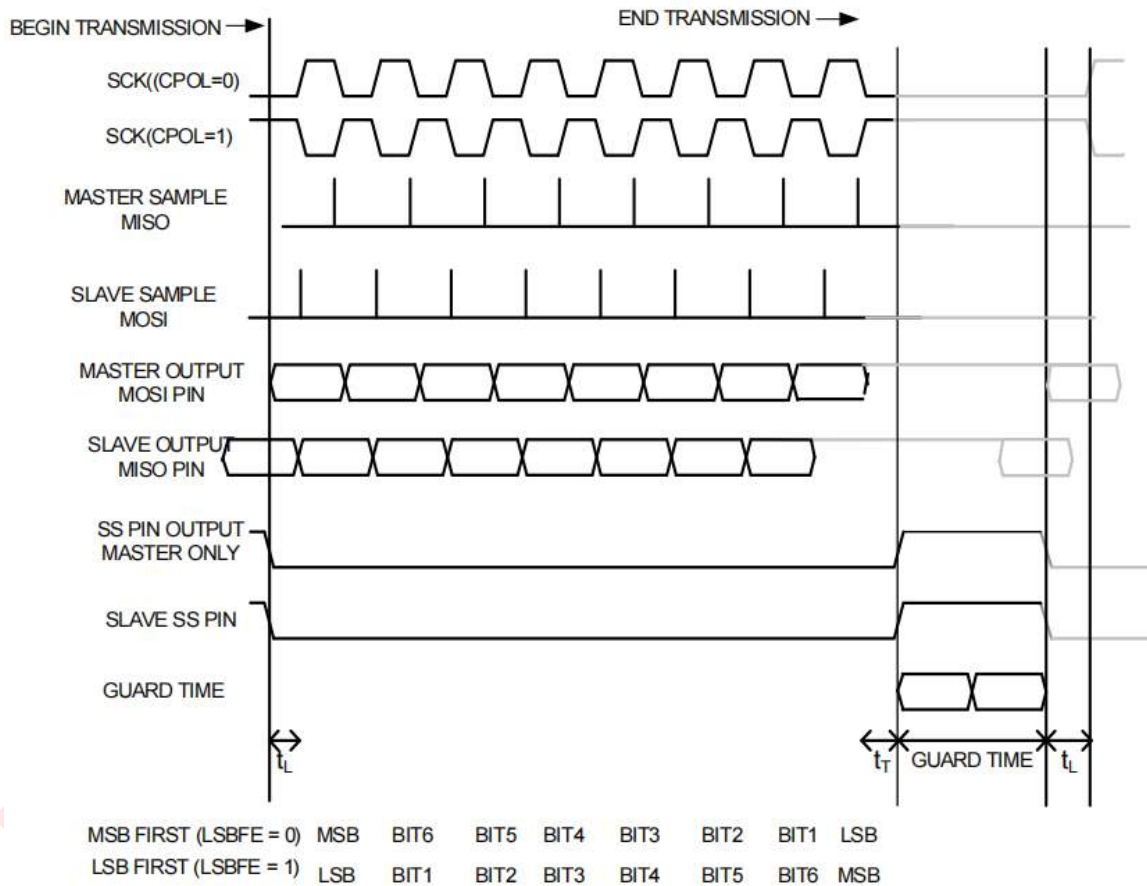 BEGIN TRANSMISSION
END TRANSMISSION
SCK((CPOL=0)
SCK(CPOL=1)
MASTER SAMPLE
MISO
SLAVE SAMPLE
MOSI
MASTER OUTPUT
MOSI PIN
SLAVE OUTPUT
MISO PIN
SS PIN OUTPUT
MASTER ONLY
SLAVE SS PIN
GUARD TIME
tL
tT
GUARD TIME
tL
MSB FIRST (LSBFE = 0) MSB BIT6 BIT5 BIT4 BIT3 BIT2 BIT1 LSB
LSB FIRST (LSBFE = 1) LSB BIT1 BIT2 BIT3 BIT4 BIT5 BIT6 MSB